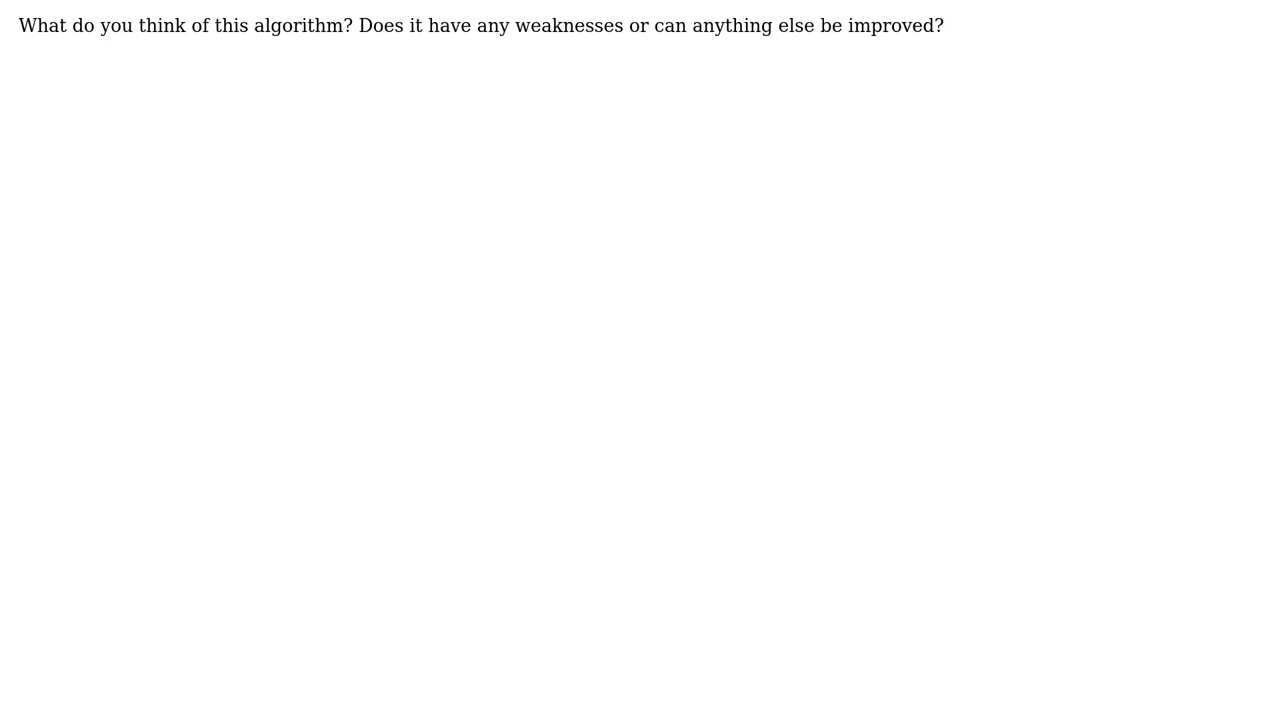 What do you think of this algorithm? Does it have any weaknesses or can anything else be improved?